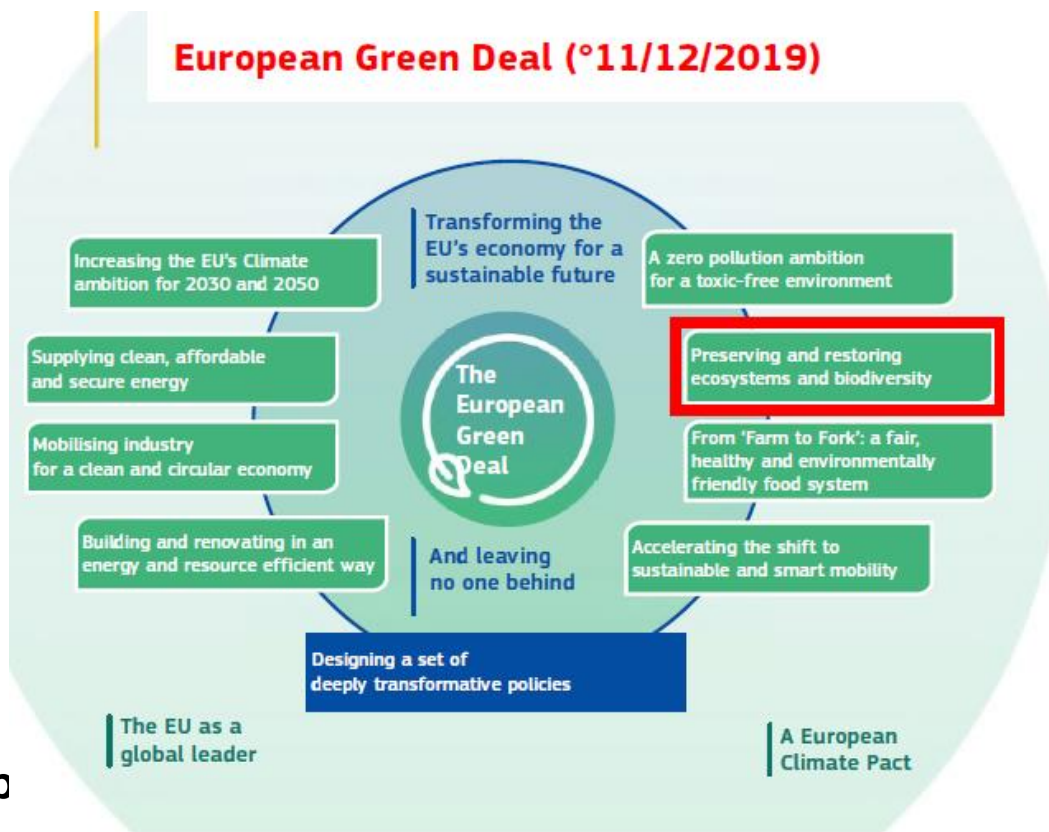 European Green Deal (°11/12/2019)
Transforming the
EU's economy for a
sustainable future
Increasing the EU's Climate
ambition for 2030 and 2050
Supplying clean, affordable
and secure energy
Mobilising industry
for a clean and circular economy
Building and renovating in an
energy and resource efficient way
The
European
Green
Deal
A zero pollution ambition
for a toxic-free environment
Preserving and restoring
ecosystems and biodiversity
From 'Farm to Fork': a fair,
healthy and environmentally
friendly food system
Accelerating the shift to
sustainable and smart mobility
And leaving
no one behind
Designing a set of
deeply transformative policies
The EU as a
global leader
A European
Climate Pact